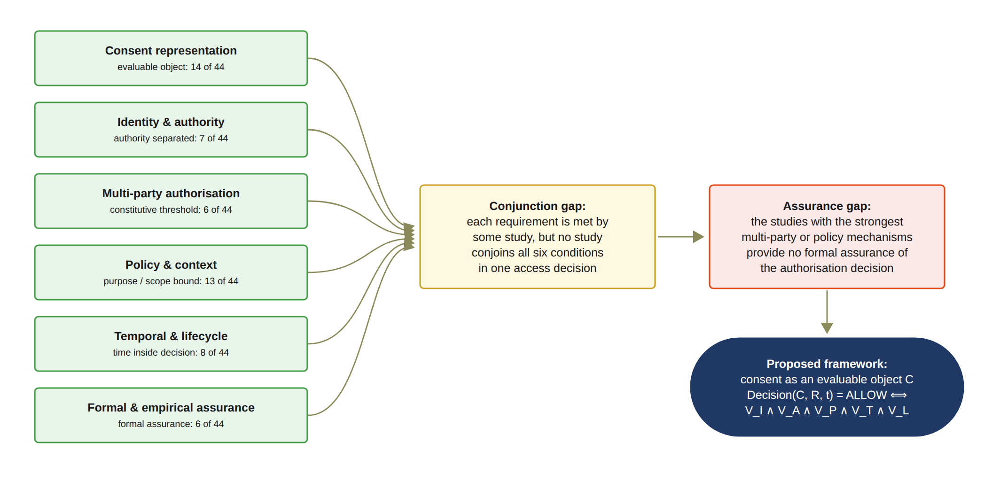 Consent representation
evaluable object: 14 of 44
Identity & authority
authority separated: 7 of 44
Multi-party authorisation
constitutive threshold: 6 of 44
Policy & context
purpose / scope bound: 13 of 44
Temporal & lifecycle
time inside decision: 8 of 44
Formal & empirical assurance
formal assurance: 6 of 44
Conjunction gap:
each requirement is met by
some study, but no study
conjoins all six conditions
in one access decision
Assurance gap:
the studies with the strongest
multi-party or policy mechanisms
provide no formal assurance of
the authorisation decision
Proposed framework:
consent as an evaluable object C
Decision(C, R, t) = ALLOW ⟺
V_I ∧ V_A ∧ V_P ∧ V_T ∧ V_L